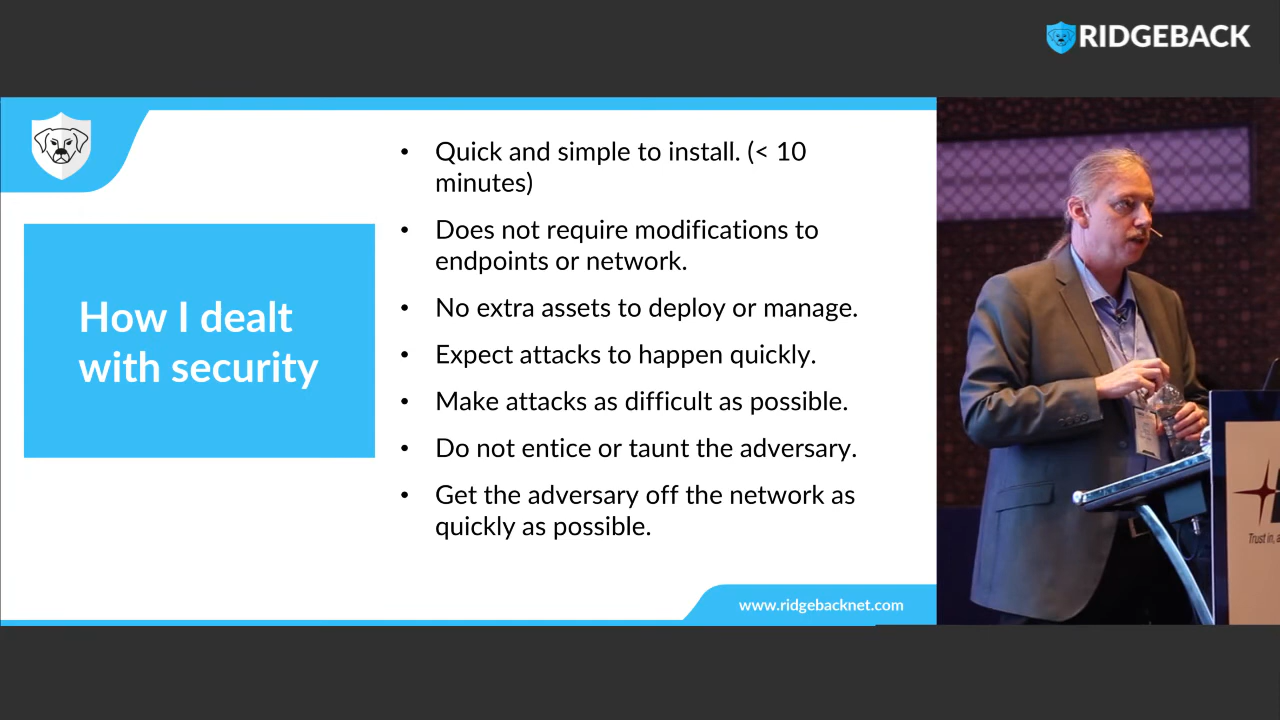 RIDGEBACK
How I dealt
with security
• Quick and simple to install. (< 10
minutes)
• Does not require modifications to
endpoints or network.
• No extra assets to deploy or manage.
• Expect attacks to happen quickly.
• Make attacks as difficult as possible.
• Do not entice or taunt the adversary.
• Get the adversary off the network as
quickly as possible.
www.ridgebacknet.com
Trust in,